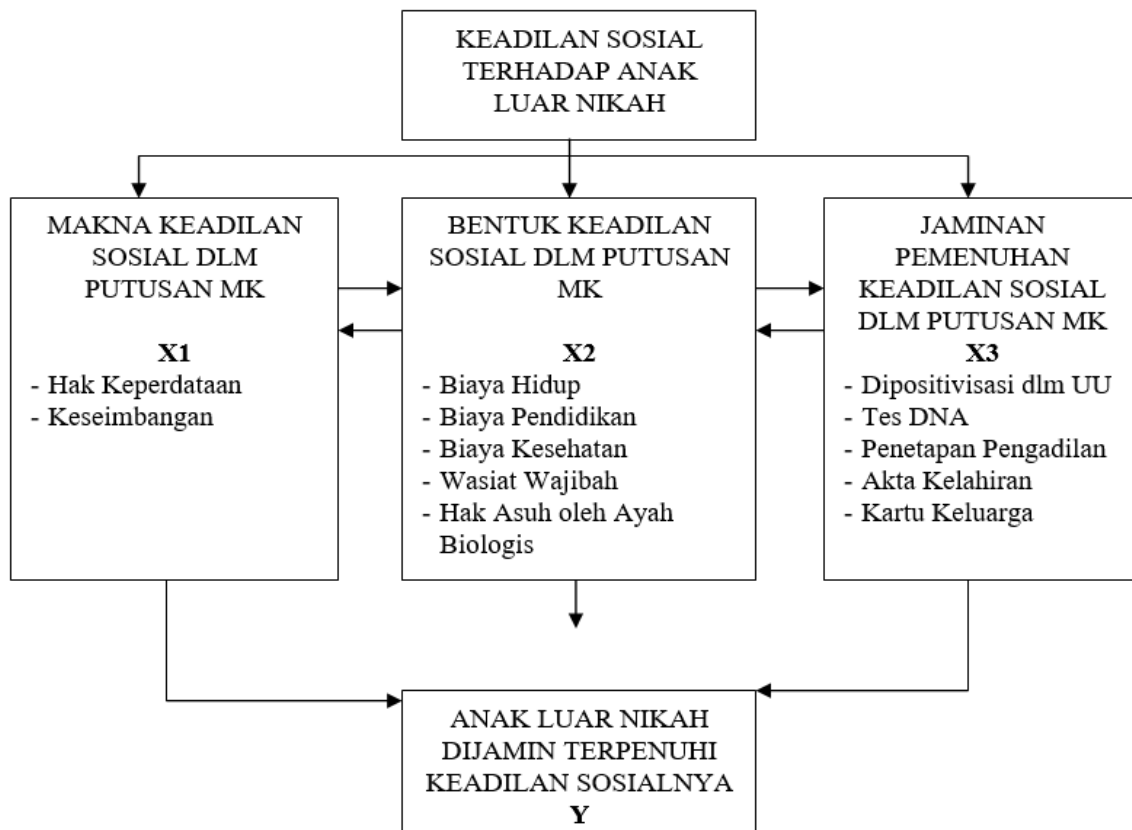 KEADILAN SOSIAL
TERHADAP ANAK
LUAR NIKAH
MAKNA KEADILAN
SOSIAL DLM
PUTUSAN MK
X1
- Hak Keperdataan
- Keseimbangan
BENTUK KEADILAN
SOSIAL DLM PUTUSAN
MK
X2
- Biaya Hidup
- Biaya Pendidikan
- Biaya Kesehatan
- Wasiat Wajibah
- Hak Asuh oleh Ayah
Biologis
JAMINAN
PEMENUHAN
KEADILAN SOSIAL
DLM PUTUSAN MK
X3
- Dipositivisasi dlm UU
- Tes DNA
- Penetapan Pengadilan
- Akta Kelahiran
- Kartu Keluarga
ANAK LUAR NIKAH
DIJAMIN TERPENUHI
KEADILAN SOSIALNYA
Y